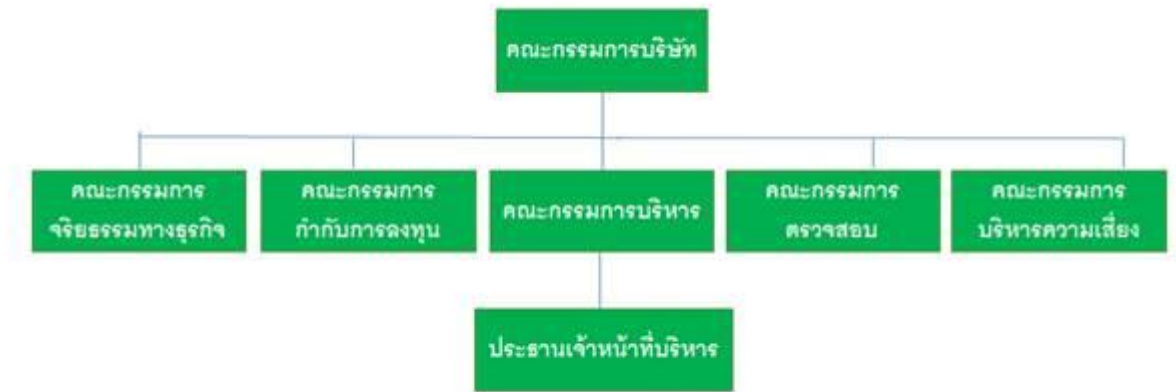 คณะกรรมการบริษัท
คณะกรรมการ
จริยธรรมทางธุรกิจ
คณะกรรมการ
กำกับการลงทุน
คณะกรรมการบริหาร
คณะกรรมการ
ตรวจสอบ
คณะกรรมการ
บริหารความเสี่ยง
ประธานเจ้าหน้าที่บริหาร